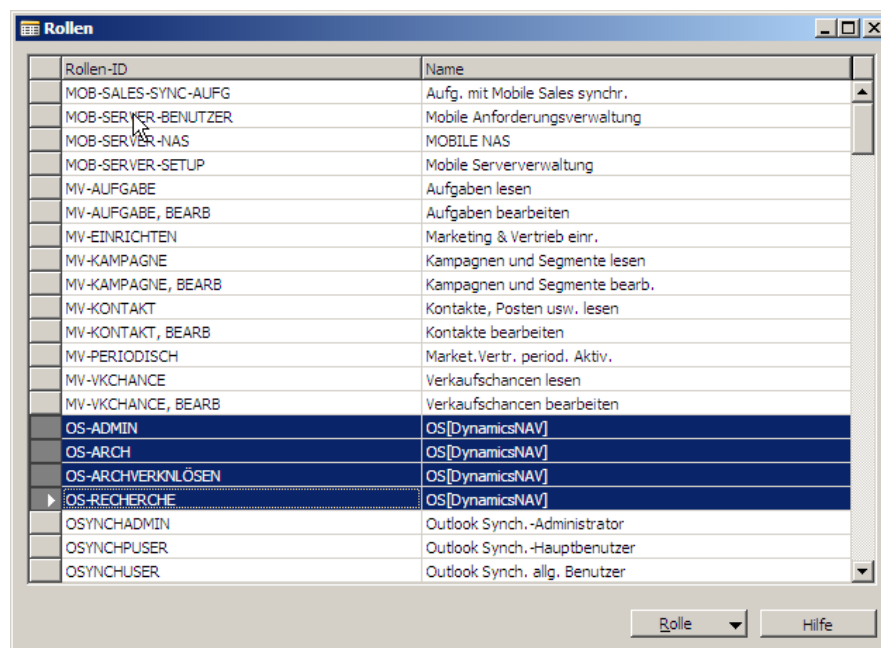 Rollen
Rollen-ID Name
MOB-SALES-SYNC-AUFG Aufg. mit Mobile Sales synchr.
MOB-SERVER-BENUTZER Mobile Anforderungsverwaltung
MOB-SERVER-NAS MOBILE NAS
MOB-SERVER-SETUP Mobile Serververwaltung
MV-AUFGABE Aufgaben lesen
MV-AUFGABE, BEARB Aufgaben bearbeiten
MV-EINRICHTEN Marketing & Vertrieb einr.
MV-KAMPAGNE Kampagnen und Segmente lesen
MV-KAMPAGNE, BEARB Kampagnen und Segmente bearb.
MV-KONTAKT Kontakte, Posten usw. lesen
MV-KONTAKT, BEARB Kontakte bearbeiten
MV-PERIODISCH Market.Vertr. period. Aktiv.
MV-VKCHANCE Verkaufschancen lesen
MV-VKCHANCE, BEARB Verkaufschancen bearbeiten
OS-ADMIN OS[DynamicsNAV]
OS-ARCH OS[DynamicsNAV]
OS-ARCHVERKNLÖSEN OS[DynamicsNAV]
OS-RECHERCHE OS[DynamicsNAV]
OSYNCHADMIN Outlook Synch.-Administrator
OSYNCHPUSER Outlook Synch.-Hauptbenutzer
OSYNCHUSER Outlook Synch. allg. Benutzer
Rolle Hilfe